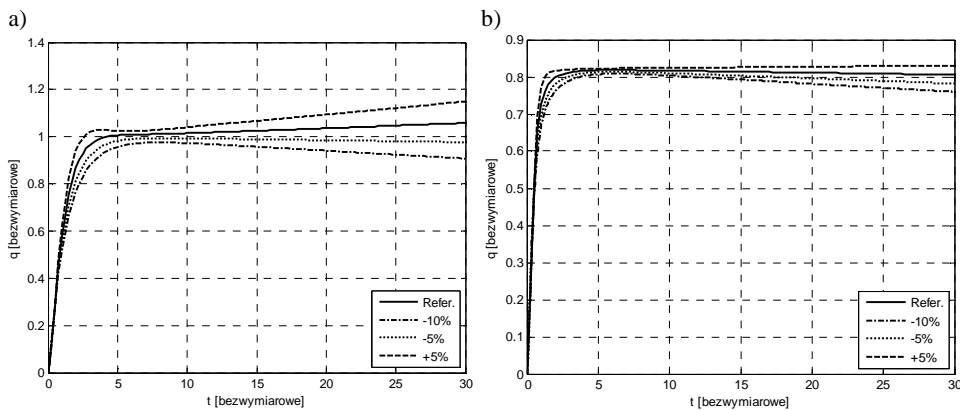 a)
1.4
1.2
1
0.8
0.6
0.4
0.2
0
q [bezwymiarowe]
0 5 10 15 20 25 30
t [bezwymiarowe]
Refer.
-10%
-5%
+5%
b)
0.9
0.8
0.7
0.6
0.5
0.4
0.3
0.2
0.1
0
q [bezwymiarowe]
0 5 10 15 20 25 30
t [bezwymiarowe]
Refer.
-10%
-5%
+5%